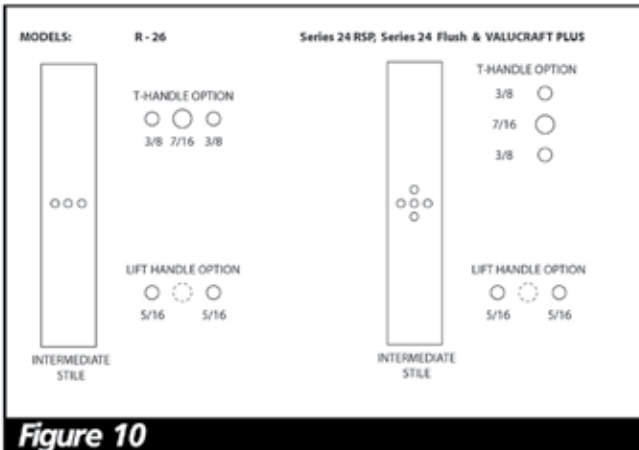 MODELS: R - 26 Series 24 RSP, Series 24 Flush & VALUCRAFT PLUS
T-HANDLE OPTION
3/8 7/16 3/8
LIFT HANDLE OPTION
5/16 5/16
INTERMEDIATE
STILE
T-HANDLE OPTION
3/8
7/16
3/8
LIFT HANDLE OPTION
5/16 5/16
INTERMEDIATE
STILE
Figure 10